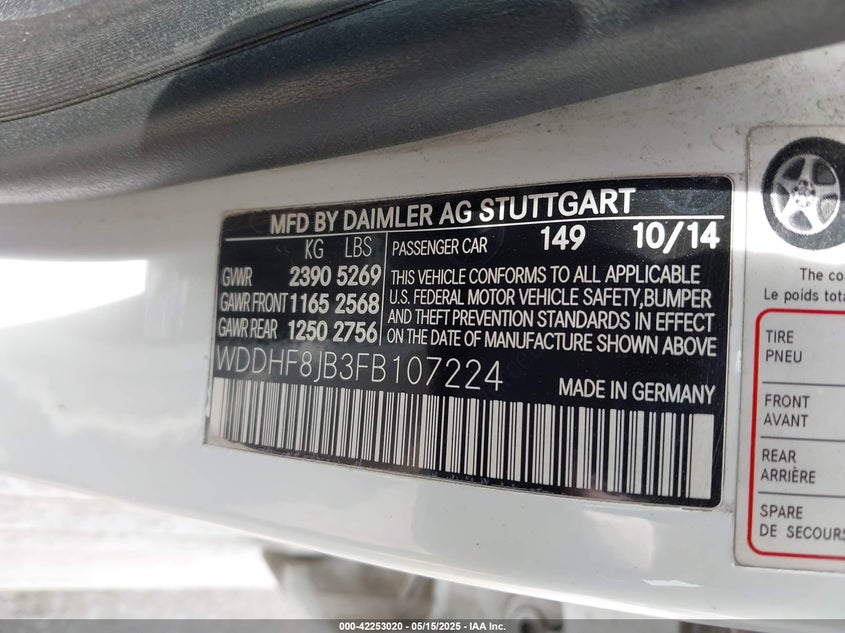 MFD BY DAIMLER AG STUTTGART
KG LBS
GVWR 2390 5269
GAWR FRONT 1165 2568
GAWR REAR 1250 2756
PASSENGER CAR 149 10/14
THIS VEHICLE CONFORMS TO ALL APPLICABLE
U.S. FEDERAL MOTOR VEHICLE SAFETY,BUMPER
AND THEFT PREVENTION STANDARDS IN EFFECT
ON THE DATE OF MANUFACTURE SHOWN ABOVE
WDDHF8JB3FB107224
MADE IN GERMANY
The co
Le poids tota
TIRE
PNEU
FRONT
AVANT
REAR
ARRIÈRE
SPARE
DE SECOURS
000-42253020 - 05/15/2025 - IAA Inc.